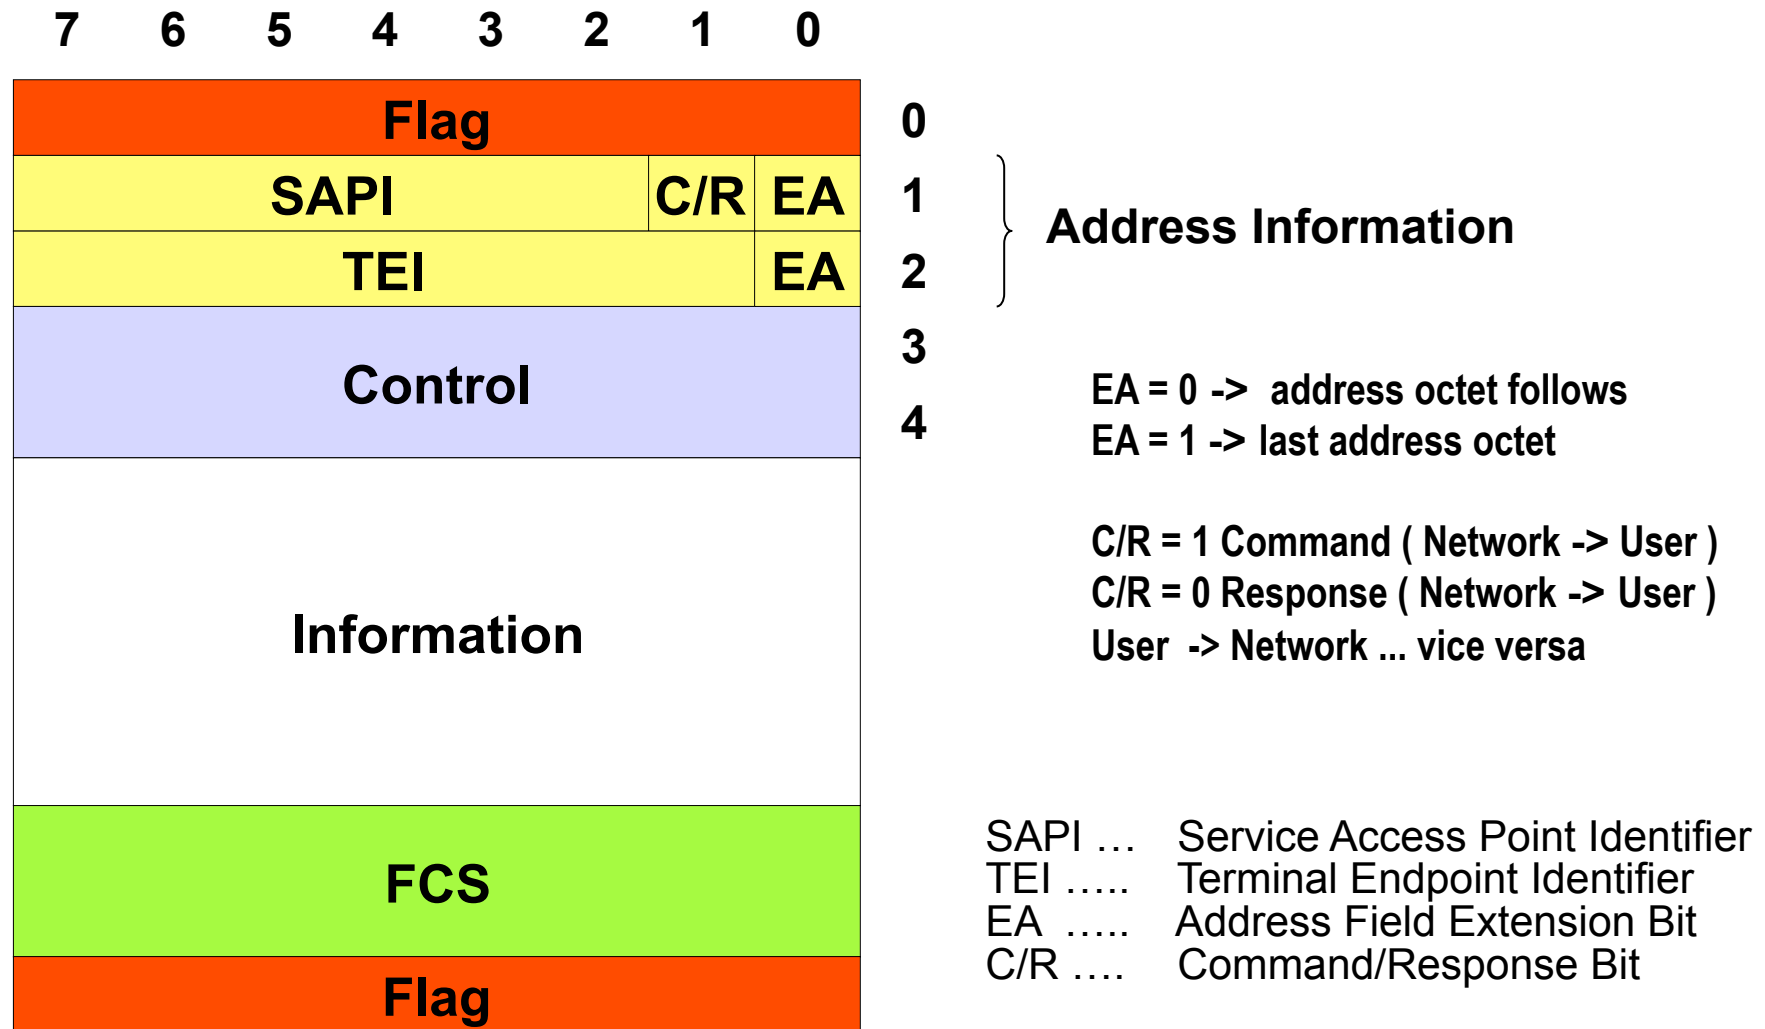 7 6 5 4 3 2 1 0
Flag 0
SAPI C/R EA 1
Address Information
TEI EA 2
3
Control
4
EA = 0 -> address octet follows
EA = 1 -> last address octet
C/R = 1 Command ( Network -> User )
C/R = 0 Response ( Network -> User )
User -> Network ... vice versa
Information
FCS
Flag
SAPI … Service Access Point Identifier
TEI ….. Terminal Endpoint Identifier
EA ….. Address Field Extension Bit
C/R …. Command/Response Bit